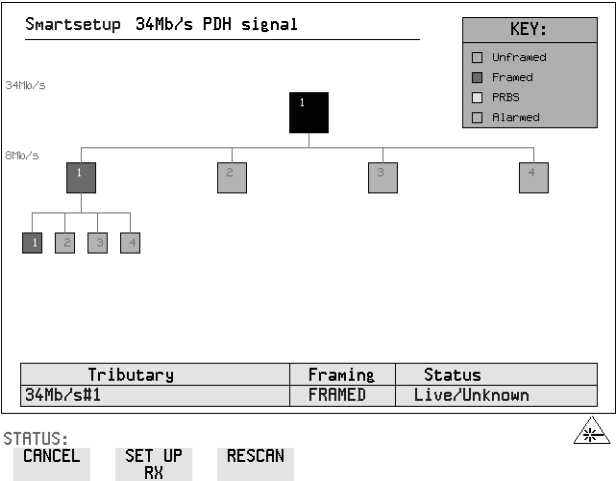 Smartsetup 34Mb/s PDH signal
KEY:
Unframed
Framed
PRBS
Alarmed
34Mb/s
1
8Mb/s
1 2 3 4
1 2 3 4
Tributary Framing Status
34Mb/s#1 FRAMED Live/Unknown
STATUS:
CANCEL SET UP RX RESCAN